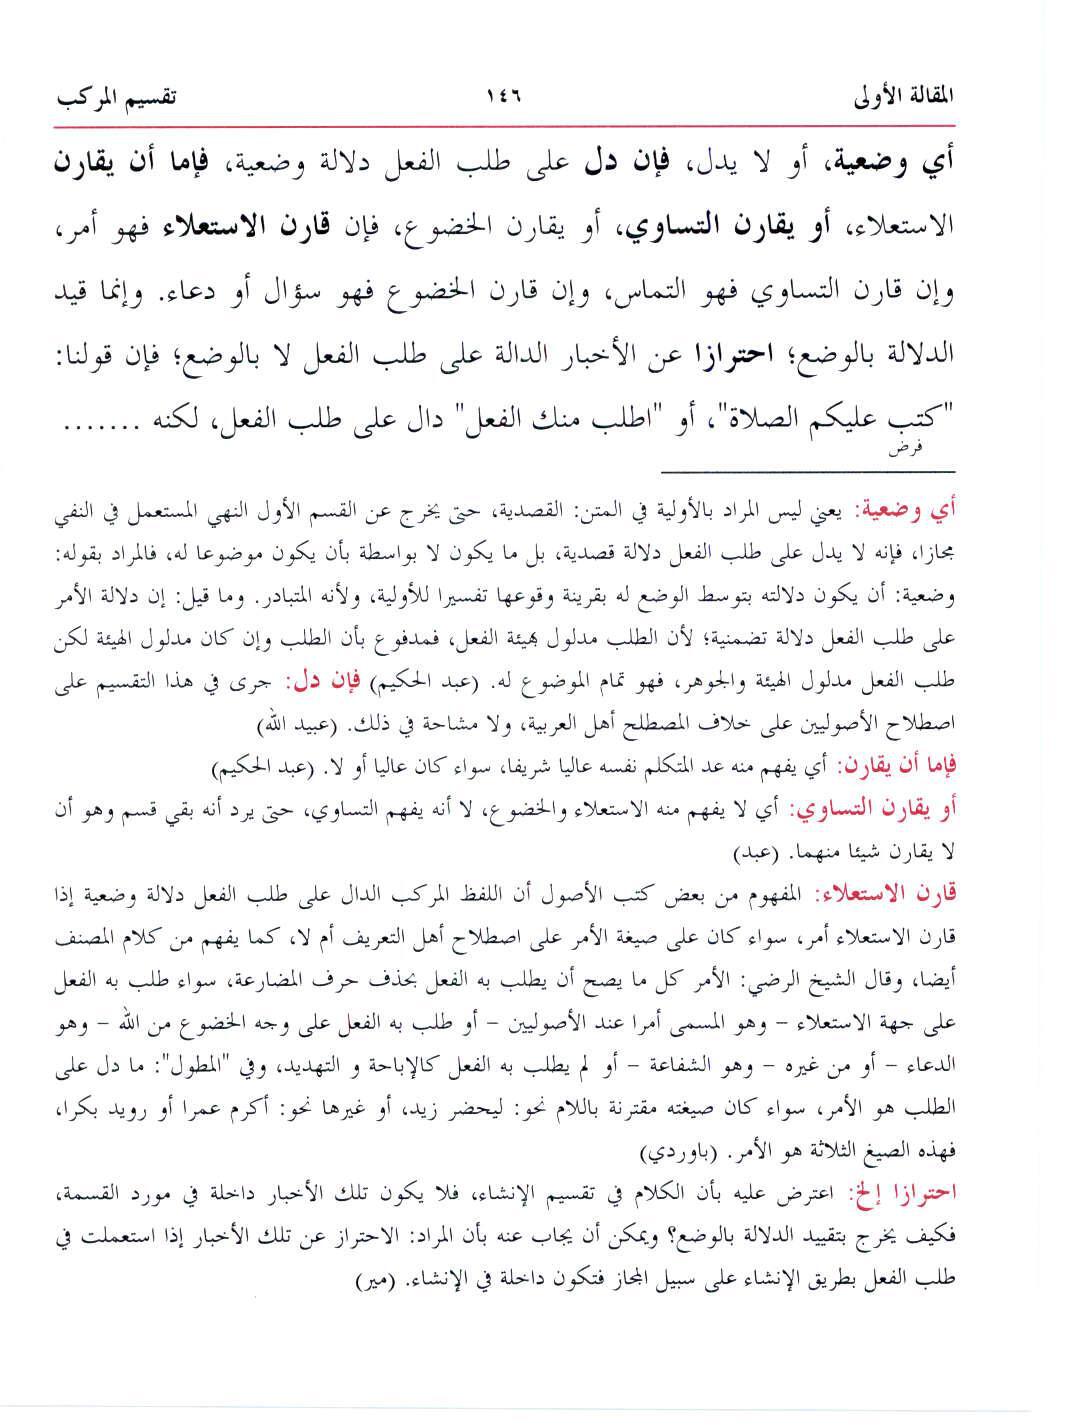 المقالة الأولى ١٤٦ تقسيم المركب
أي وضعية، أو لا يدل، فإن دل على طلب الفعل دلالة وضعية، فإما أن يقارن
الاستعلاء، أو يقارن التساوي، أو يقارن الخضوع، فإن قارن الاستعلاء فهو أمر،
وإن قارن التساوي فهو التماس، وإن قارن الخضوع فهو سؤال أو دعاء. وإنما قيد
الدلالة بالوضع؛ احترازا عن الأخبار الدالة على طلب الفعل لا بالوضع؛ فإن قولنا:
"كتب عليكم الصلاة"، أو "اطلب منك الفعل" دال على طلب الفعل، لكنه .......
فرض
أي وضعية: يعني ليس المراد بالأولية في المتن: القصدية، حتى يخرج عن القسم الأول النهي المستعمل في النفي
مجازا، فإنه لا يدل على طلب الفعل دلالة قصدية، بل ما يكون لا بواسطة بأن يكون موضوعا له، فالمراد بقوله:
وضعية: أن يكون دلالته بتوسط الوضع له بقرينة وقوعها تفسيرا للأولية، ولأنه المتبادر. وما قيل: إن دلالة الأمر
على طلب الفعل دلالة تضمنية؛ لأن الطلب مدلول بهيئة الفعل، فمدفوع بأن الطلب وإن كان مدلول الهيئة لكن
طلب الفعل مدلول الهيئة والجوهر، فهو تمام الموضوع له. (عبد الحكيم) فإن دل: جرى في هذا التقسيم على
اصطلاح الأصوليين على خلاف المصطلح أهل العربية، ولا مشاحة في ذلك. (عبيد الله)
فإما أن يقارن: أي يفهم منه عد المتكلم نفسه عاليا شريفا، سواء كان عاليا أو لا. (عبد الحكيم)
أو يقارن التساوي: أي لا يفهم منه الاستعلاء والخضوع، لا أنه يفهم التساوي، حتى يرد أنه بقي قسم وهو أن
لا يقارن شيئا منهما. (عبد)
قارن الاستعلاء: المفهوم من بعض كتب الأصول أن اللفظ المركب الدال على طلب الفعل دلالة وضعية إذا
قارن الاستعلاء أمر، سواء كان على صيغة الأمر على اصطلاح أهل التعريف أم لا، كما يفهم من كلام المصنف
أيضا، وقال الشيخ الرضي: الأمر كل ما يصح أن يطلب به الفعل بحذف حرف المضارعة، سواء طلب به الفعل
على جهة الاستعلاء – وهو المسمى أمرا عند الأصوليين – أو طلب به الفعل على وجه الخضوع من الله – وهو
الدعاء – أو من غيره – وهو الشفاعة – أو لم يطلب به الفعل كالإباحة و التهديد، وفي "المطول": ما دل على
الطلب هو الأمر، سواء كان صيغته مقترنة باللام نحو: ليحضر زيد، أو غيرها نحو: أكرم عمرا أو رويد بكرا،
فهذه الصيغ الثلاثة هو الأمر. (باوردي)
احترازا إلخ: اعترض عليه بأن الكلام في تقسيم الإنشاء، فلا يكون تلك الأخبار داخلة في مورد القسمة،
فكيف يخرج بتقييد الدلالة بالوضع؟ ويمكن أن يجاب عنه بأن المراد: الاحتراز عن تلك الأخبار إذا استعملت في
طلب الفعل بطريق الإنشاء على سبيل المجاز فتكون داخلة في الإنشاء. (مير)